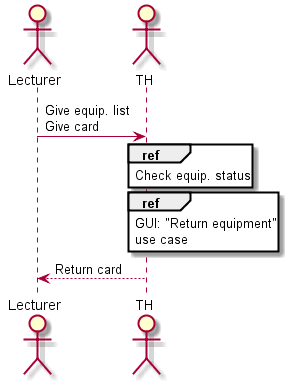 Lecturer TH
Give equip. list
Give card
ref
Check equip. status
ref
GUI: "Return equipment"
use case
Return card
Lecturer TH